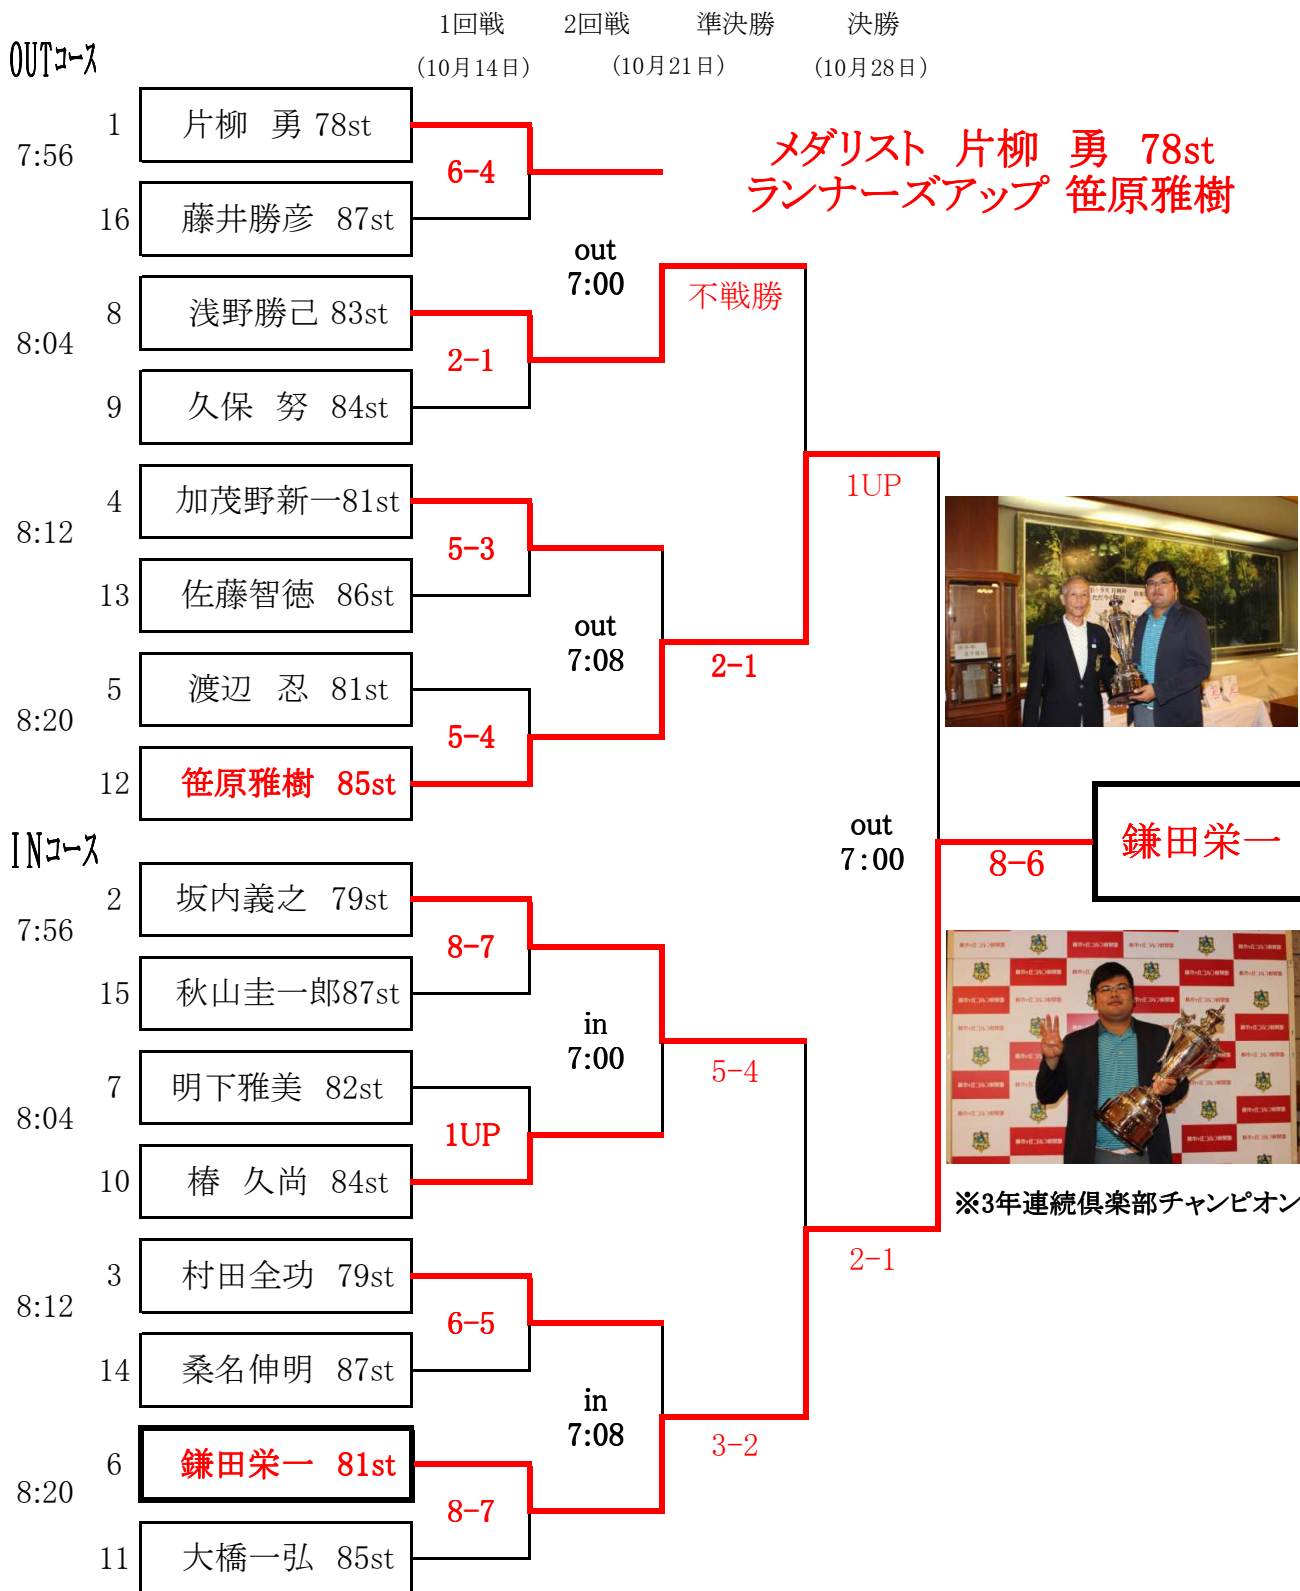 1回戦 2回戦 準決勝 決勝
OUTコース
(10月14日) (10月21日) (10月28日)
1 片柳 勇 78st
7:56
メダリスト 片柳 勇 78st
6-4
ランナーズアップ 笹原雅樹
16 藤井勝彦 87st
out
7:00
不戦勝
8 浅野勝己 83st
8:04
2-1
9 久保 努 84st
4 加茂野新一81st
1UP
8:12
5-3
13 佐藤智徳 86st
out
7:08
2-1
5 渡辺 忍 81st
8:20
5-4
12 笹原雅樹 85st
INコース
out
7:00
8-6
鎌田栄一
2 坂内義之 79st
7:56
8-7
15 秋山圭一郎87st
in
7:00
5-4
7 明下雅美 82st
8:04
1UP
10 椿 久尚 84st
※3年連続倶楽部チャンピオン
3 村田全功 79st
2-1
8:12
6-5
14 桑名伸明 87st
in
7:08
3-2
6 鎌田栄一 81st
8:20
8-7
11 大橋一弘 85st